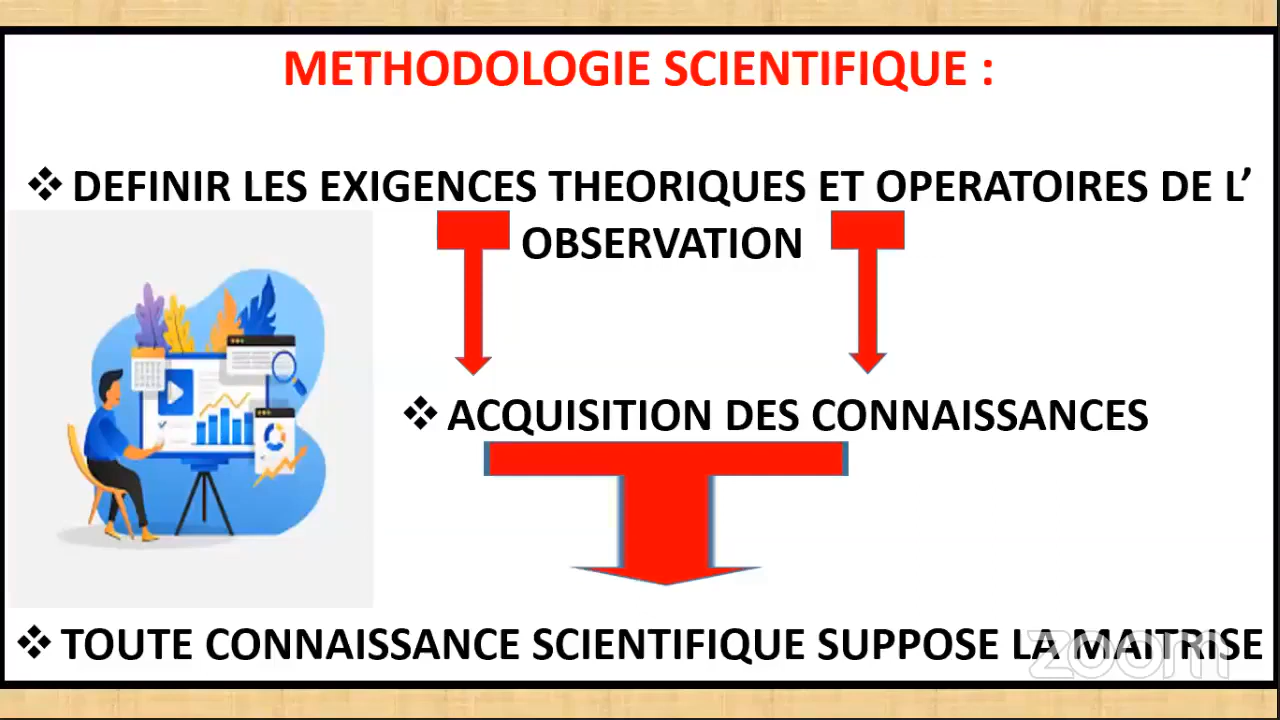 METHODOLOGIE SCIENTIFIQUE :
❖ DEFINIR LES EXIGENCES THEORIQUES ET OPERATOIRES DE L’
OBSERVATION
❖ ACQUISITION DES CONNAISSANCES
❖ TOUTE CONNAISSANCE SCIENTIFIQUE SUPPOSE LA MAITRISE
zoom